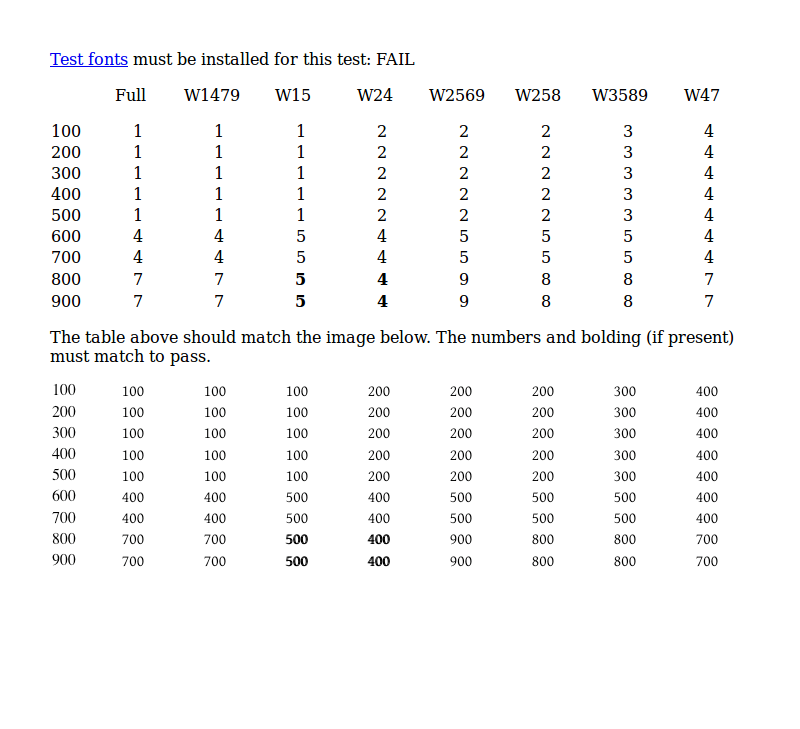 Test fonts must be installed for this test: FAIL
Full W1479 W15 W24 W2569 W258 W3589 W47
100 1 1 1 2 2 2 3 4
200 1 1 1 2 2 2 3 4
300 1 1 1 2 2 2 3 4
400 1 1 1 2 2 2 3 4
500 1 1 1 2 2 2 3 4
600 4 4 5 4 5 5 5 4
700 4 4 5 4 5 5 5 4
800 7 7 5 4 9 8 8 7
900 7 7 5 4 9 8 8 7
The table above should match the image below. The numbers and bolding (if present)
must match to pass.
100 100 100 100 200 200 200 300 400
200 100 100 100 200 200 200 300 400
300 100 100 100 200 200 200 300 400
400 100 100 100 200 200 200 300 400
500 100 100 100 200 200 200 300 400
600 400 400 500 400 500 500 500 400
700 400 400 500 400 500 500 500 400
800 700 700 500 400 900 800 800 700
900 700 700 500 400 900 800 800 700